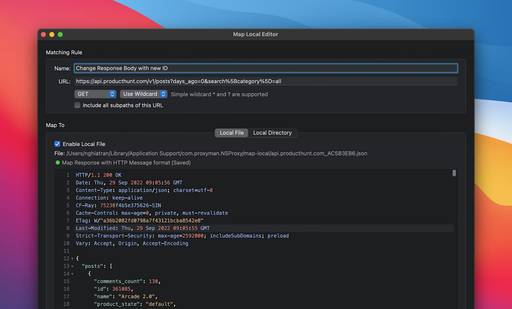 Map Local Editor
Matching Rule
Name: Change Response Body with new ID
URL: https://api.producthunt.com/v1/posts?days_ago=0&search%5Bcategory%5D=all
GET Use Wildcard Simple wildcard * and ? are supported
Include all subpaths of this URL
Map To
Local File Local Directory
Enable Local File
File: /Users/nghiatran/Library/Application Support/com.proxyman.NSProxy/map-local/api.producthunt.com_AC5B3EB6.json
Map Response with HTTP Message format (Saved)
1 HTTP/1.1 200 OK
2 Date: Thu, 29 Sep 2022 09:05:56 GMT
3 Content-Type: application/json; charset=utf-8
4 Connection: keep-alive
5 CF-Ray: 75238f4b5e375626-SIN
6 Cache-Control: max-age=0, private, must-revalidate
7 ETag: W/"a36b2082fd0798a7f43121bcba8542e0"
8 Last-Modified: Thu, 29 Sep 2022 09:05:55 GMT
9 Strict-Transport-Security: max-age=2592000; includeSubDomains; preload
10 Vary: Accept, Origin, Accept-Encoding
11
12 {
13 "posts": [
14 {
15 "comments_count": 138,
16 "id": 361085,
17 "name": "Arcade 2.0",
18 "product_state": "default",